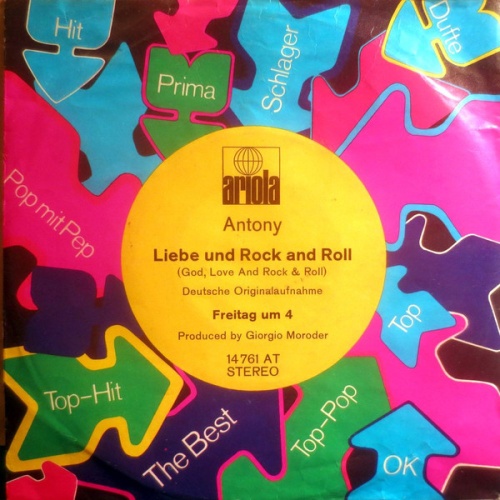 Hit
Prima
Schlager
Dufte
Pop mit Pep
ariola
Antony
Liebe und Rock and Roll
(God, Love And Rock & Roll)
Deutsche Originalaufnahme
Freitag um 4
Produced by Giorgio Moroder
14 761 AT
STEREO
Top
Top-Hit
The Best
Top-Pop
OK